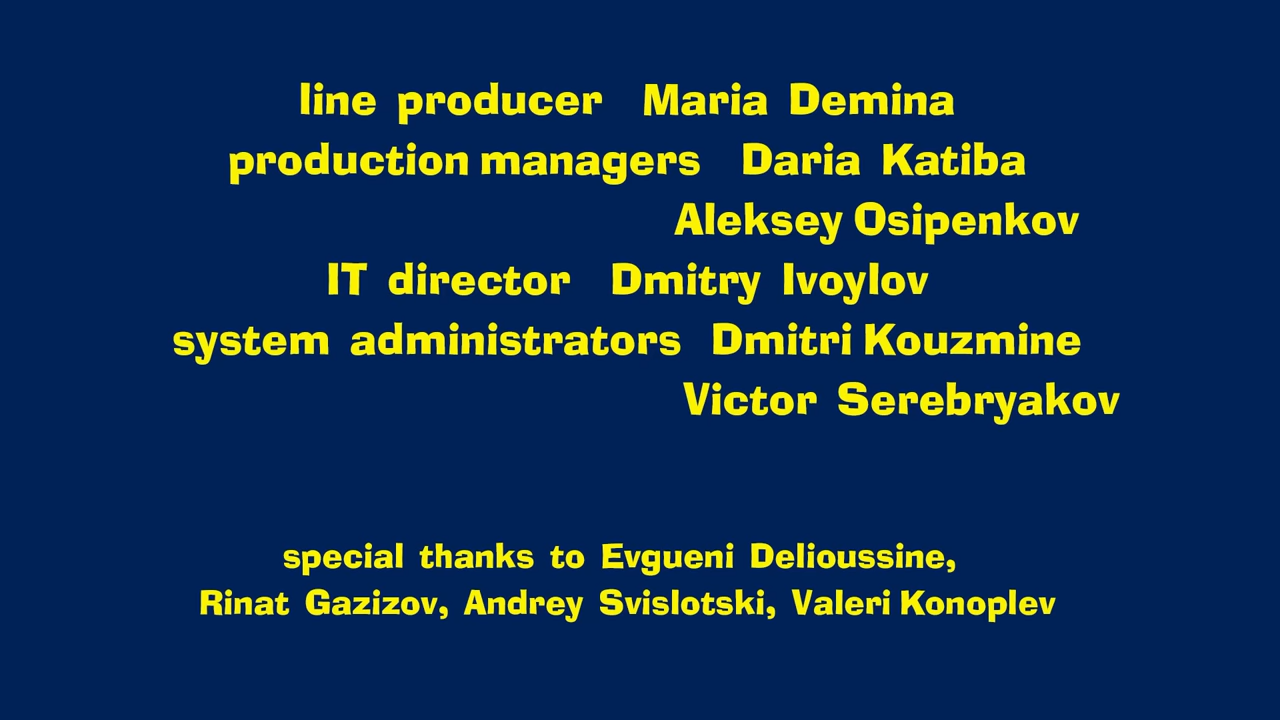 line producer Maria Demina
production managers Daria Katiba
Aleksey Osipenkov
IT director Dmitry Ivoylov
system administrators Dmitri Kouzmine
Victor Serebryakov
special thanks to Evgueni Delioussine,
Rinat Gazizov, Andrey Svislotski, Valeri Konoplev